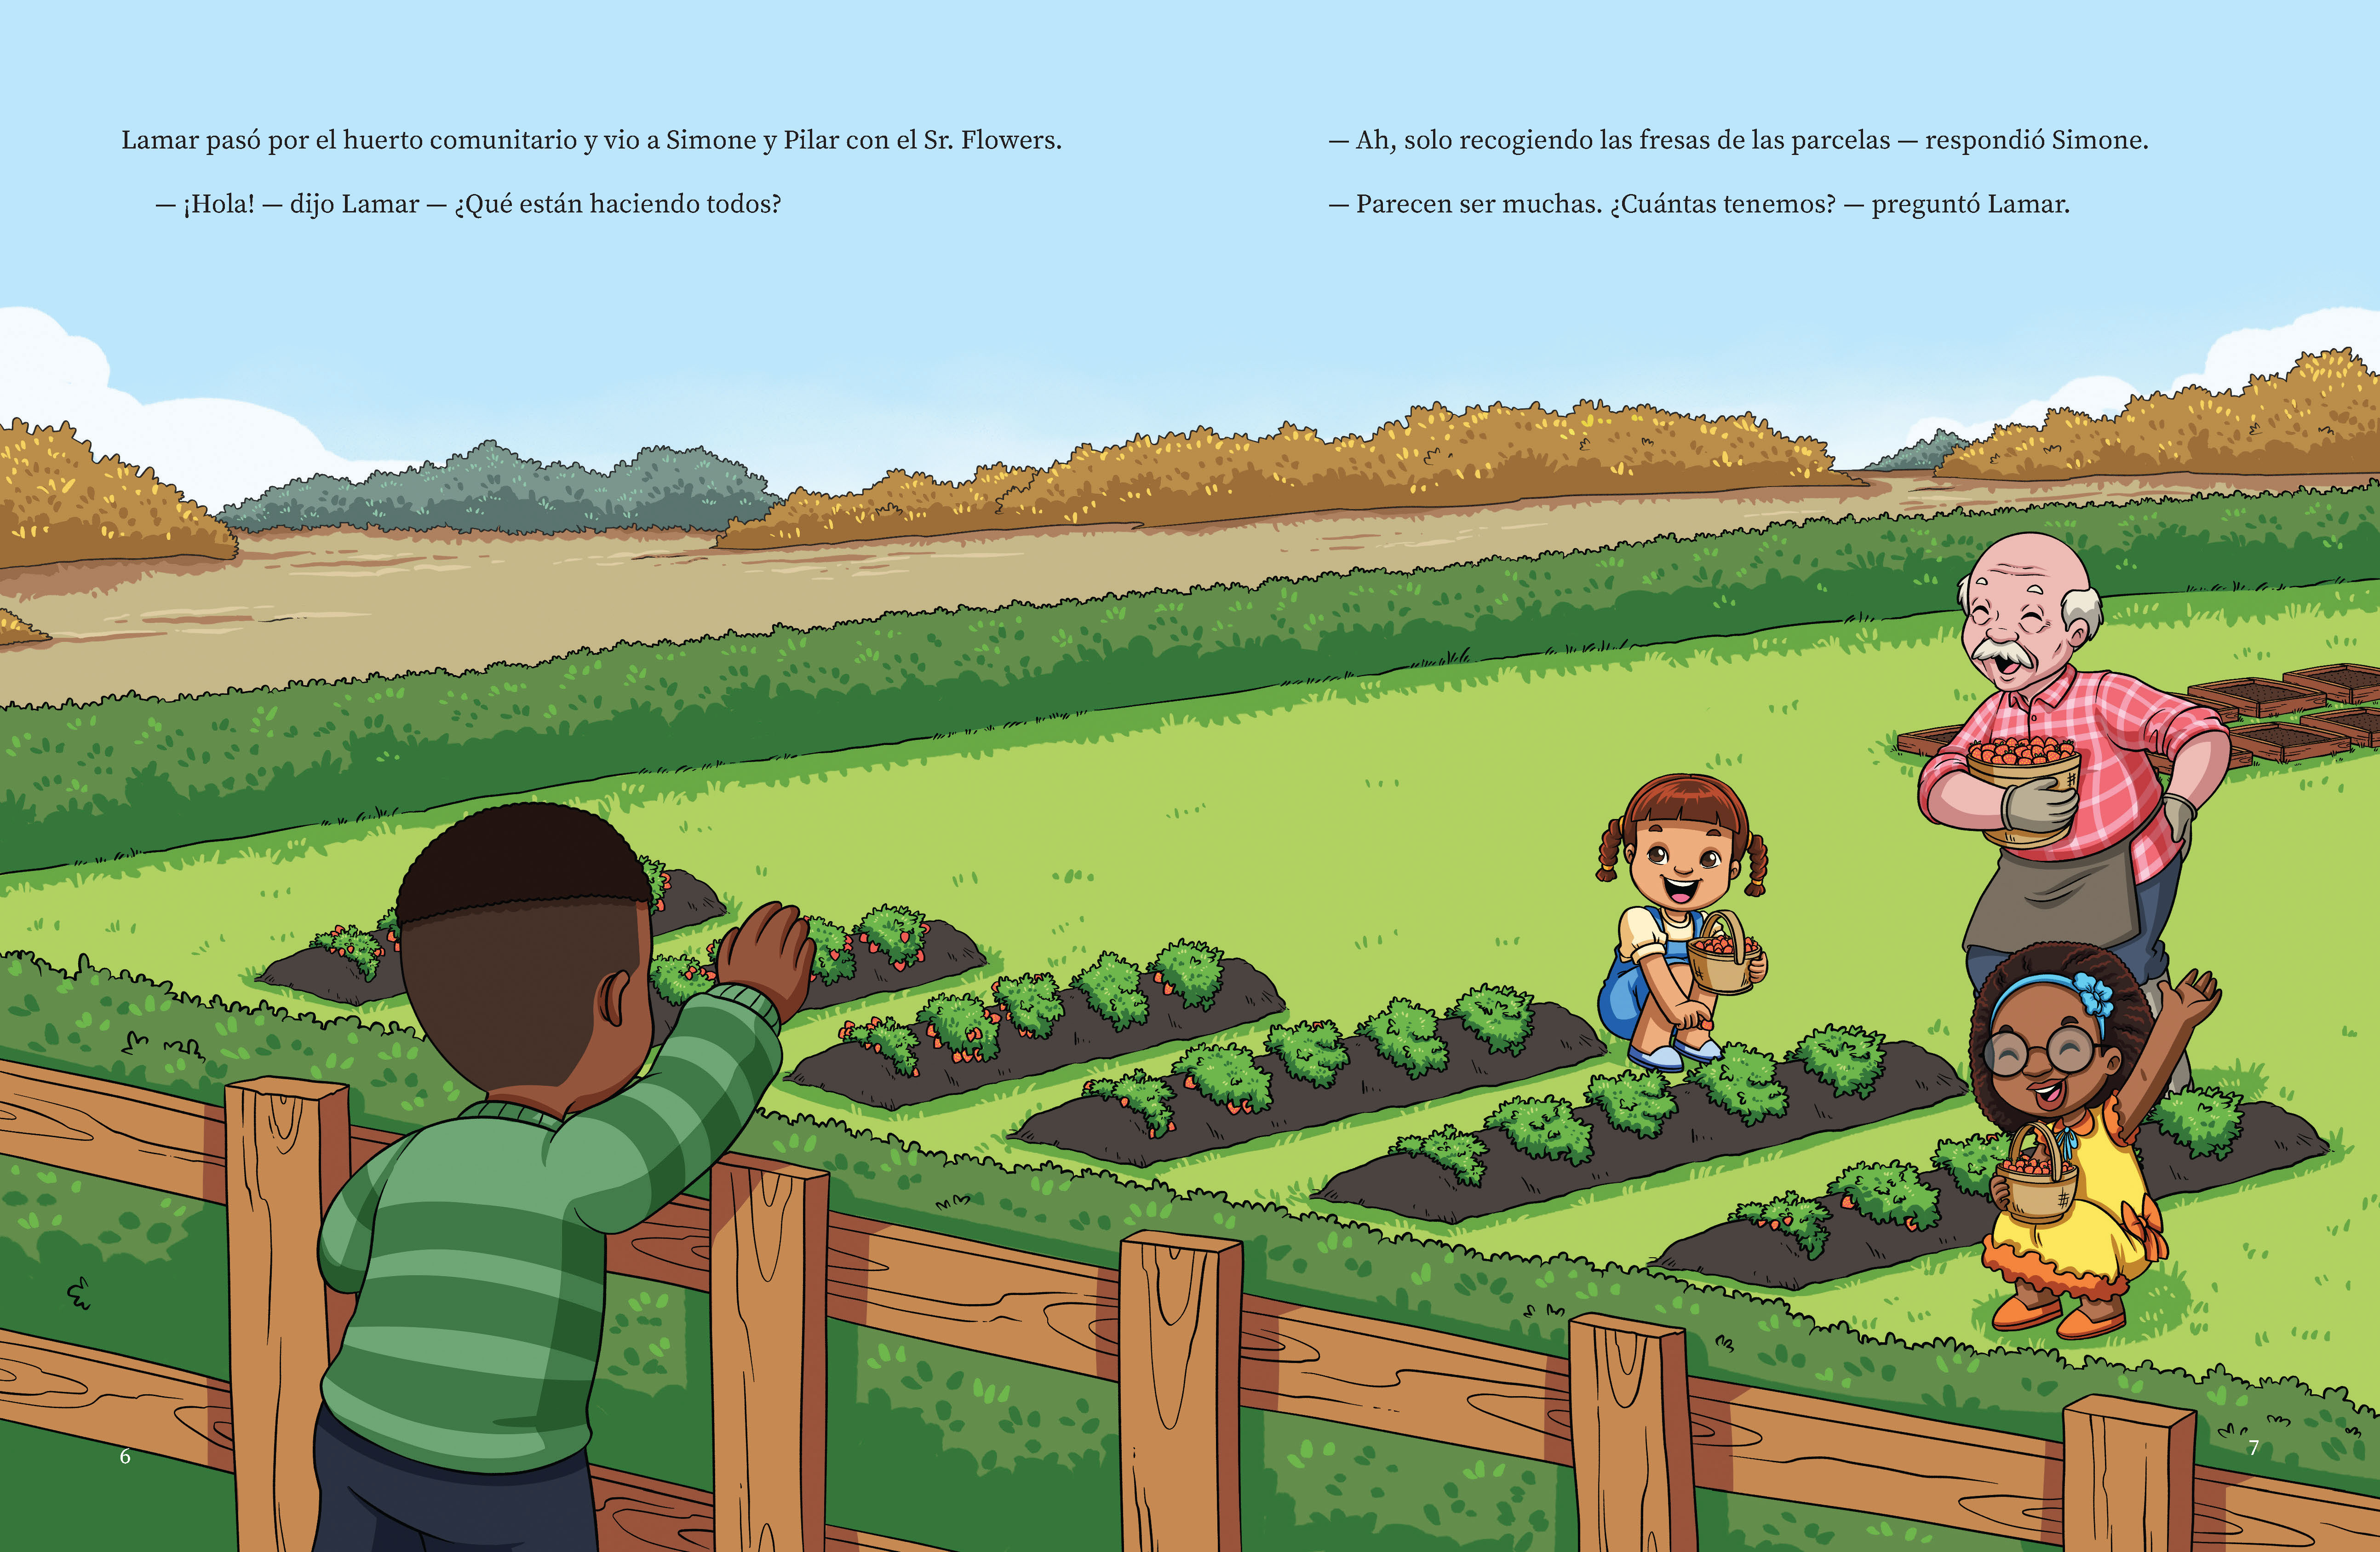 Lamar pasó por el huerto comunitario y vio a Simone y Pilar con el Sr. Flowers.
— ¡Hola! — dijo Lamar — ¿Qué están haciendo todos?
6
— Ah, solo recogiendo las fresas de las parcelas — respondió Simone.
— Parecen ser muchas. ¿Cuántas tenemos? — preguntó Lamar.
7